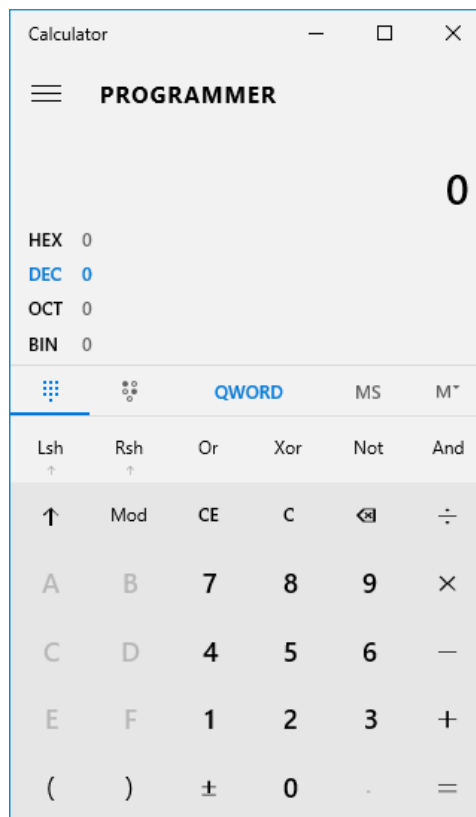 Calculator
PROGRAMMER
0
HEX 0
DEC 0
OCT 0
BIN 0
QWORD MS M
Lsh Rsh Or Xor Not And
↑ ↑
↑ Mod CE C ÷
A B 7 8 9 ×
C D 4 5 6 −
E F 1 2 3 +
( ) ± 0 . =